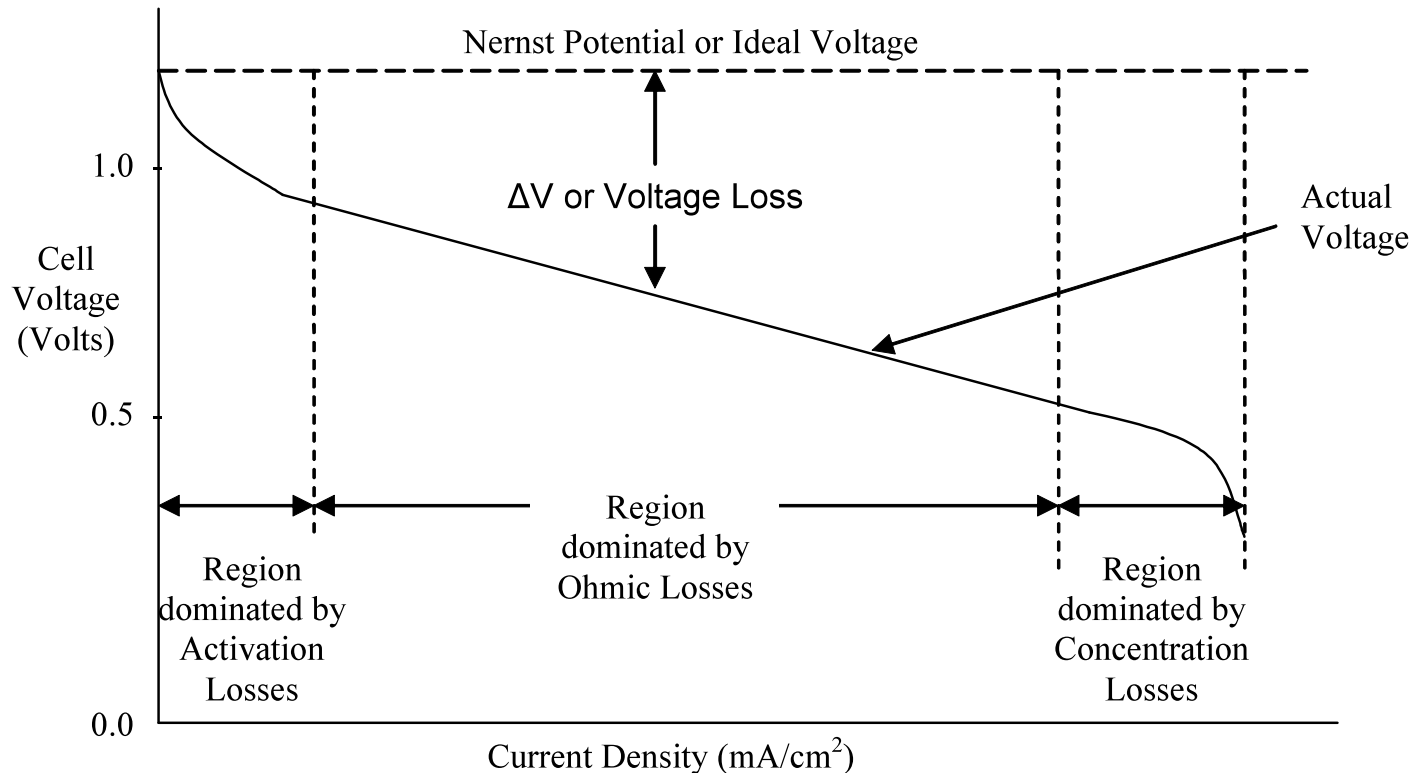 Nernst Potential or Ideal Voltage
1.0
ΔV or Voltage Loss
Actual
Voltage
Cell
Voltage
(Volts)
0.5
Region
dominated by
Ohmic Losses
Region
dominated by
Activation
Losses
Region
dominated by
Concentration
Losses
0.0
Current Density (mA/cm²)